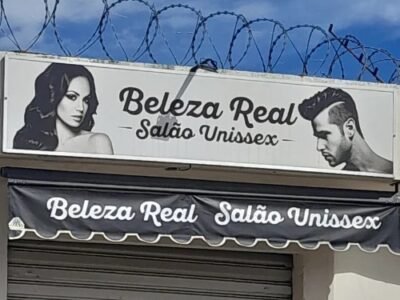 Beleza Real
Salão Unissex
Beleza Real Salão Unissex